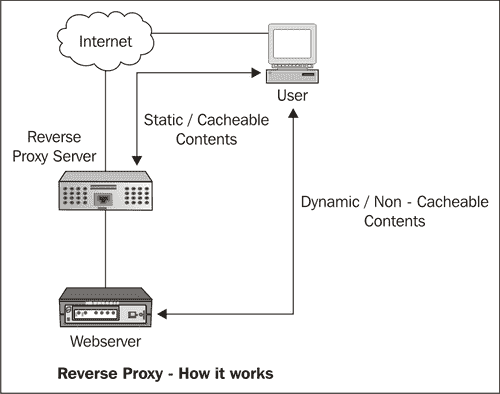 Internet
User
Static / Cacheable
Contents
Reverse
Proxy Server
Dynamic / Non - Cacheable
Contents
Webserver
Reverse Proxy - How it works